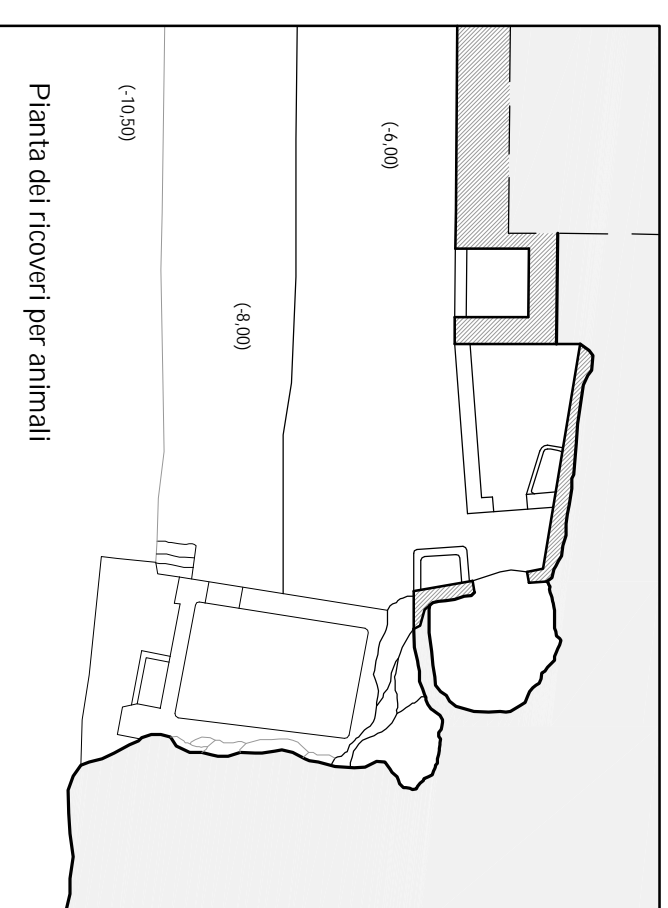 (-6,00)
(-8,00)
(-10,50)
Pianta dei ricoveri per animali